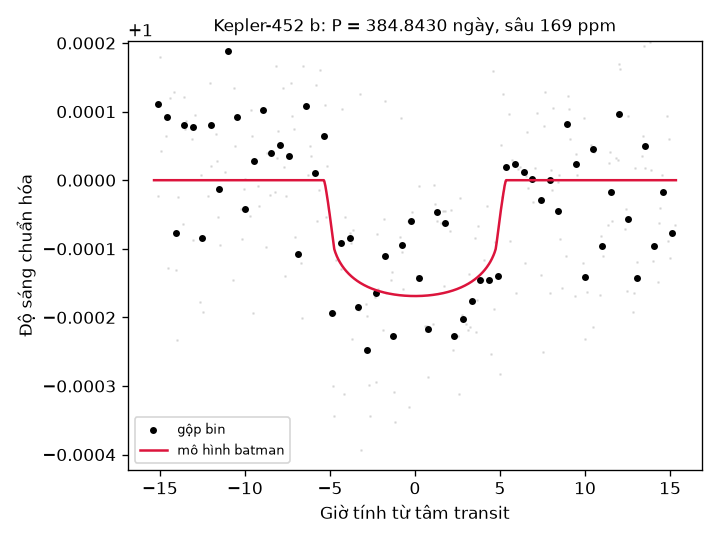 Kepler-452 b: P = 384.8430 ngày, sâu 169 ppm
+1
0.0002
0.0001
0.0000
−0.0001
−0.0002
−0.0003
−0.0004
Độ sáng chuẩn hóa
gộp bin
mô hình batman
−15 −10 −5 0 5 10 15
Giờ tính từ tâm transit